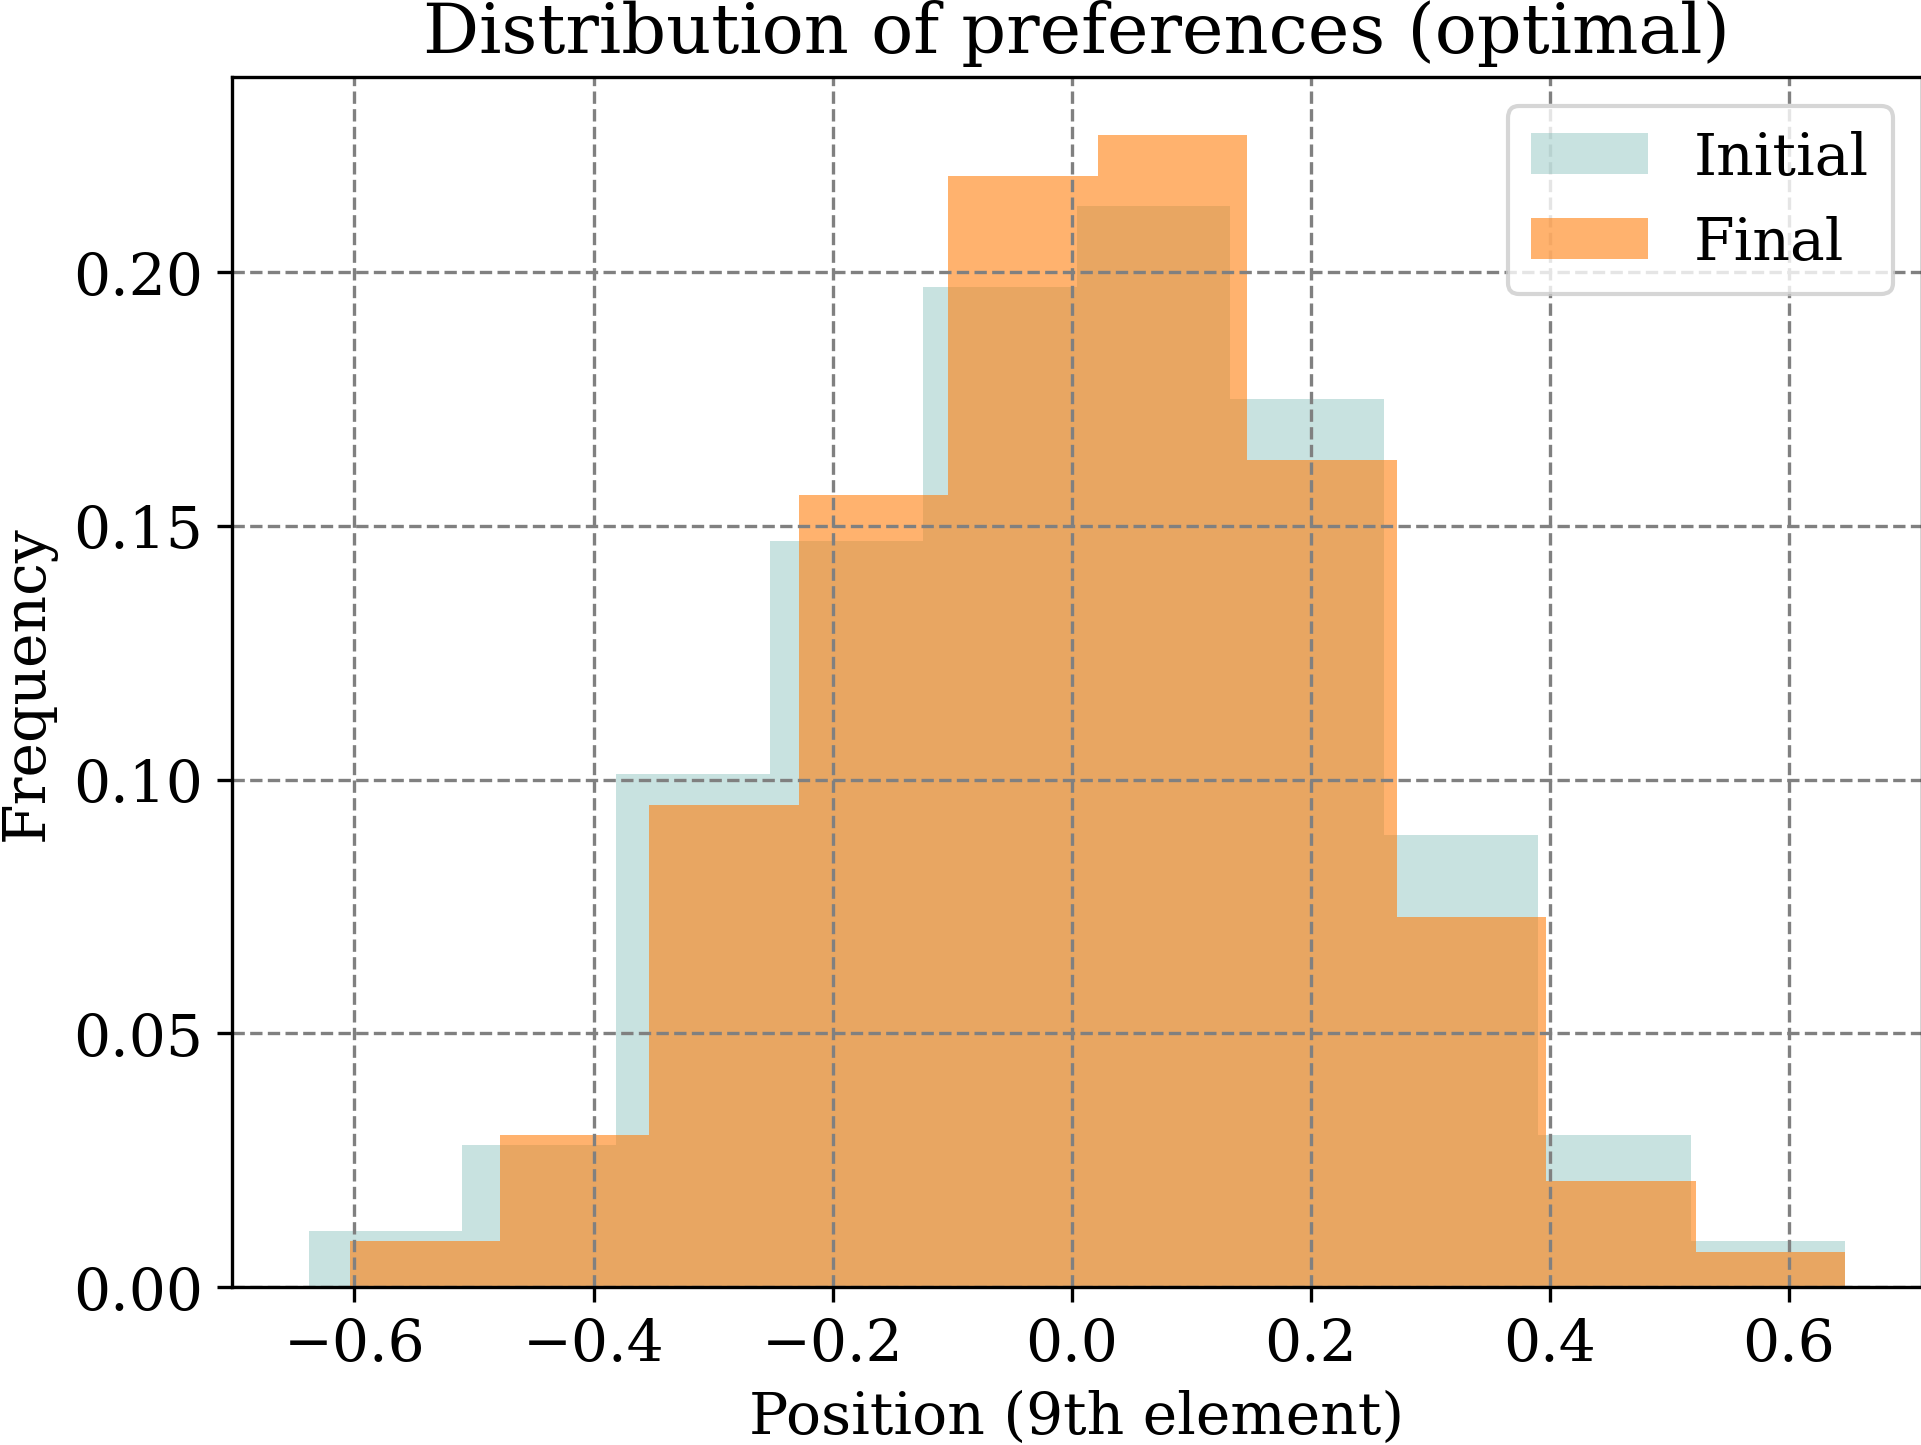 Distribution of preferences (optimal)
Initial
Final
0.20
0.15
0.10
0.05
0.00
Frequency
−0.6 −0.4 −0.2 0.0 0.2 0.4 0.6
Position (9th element)